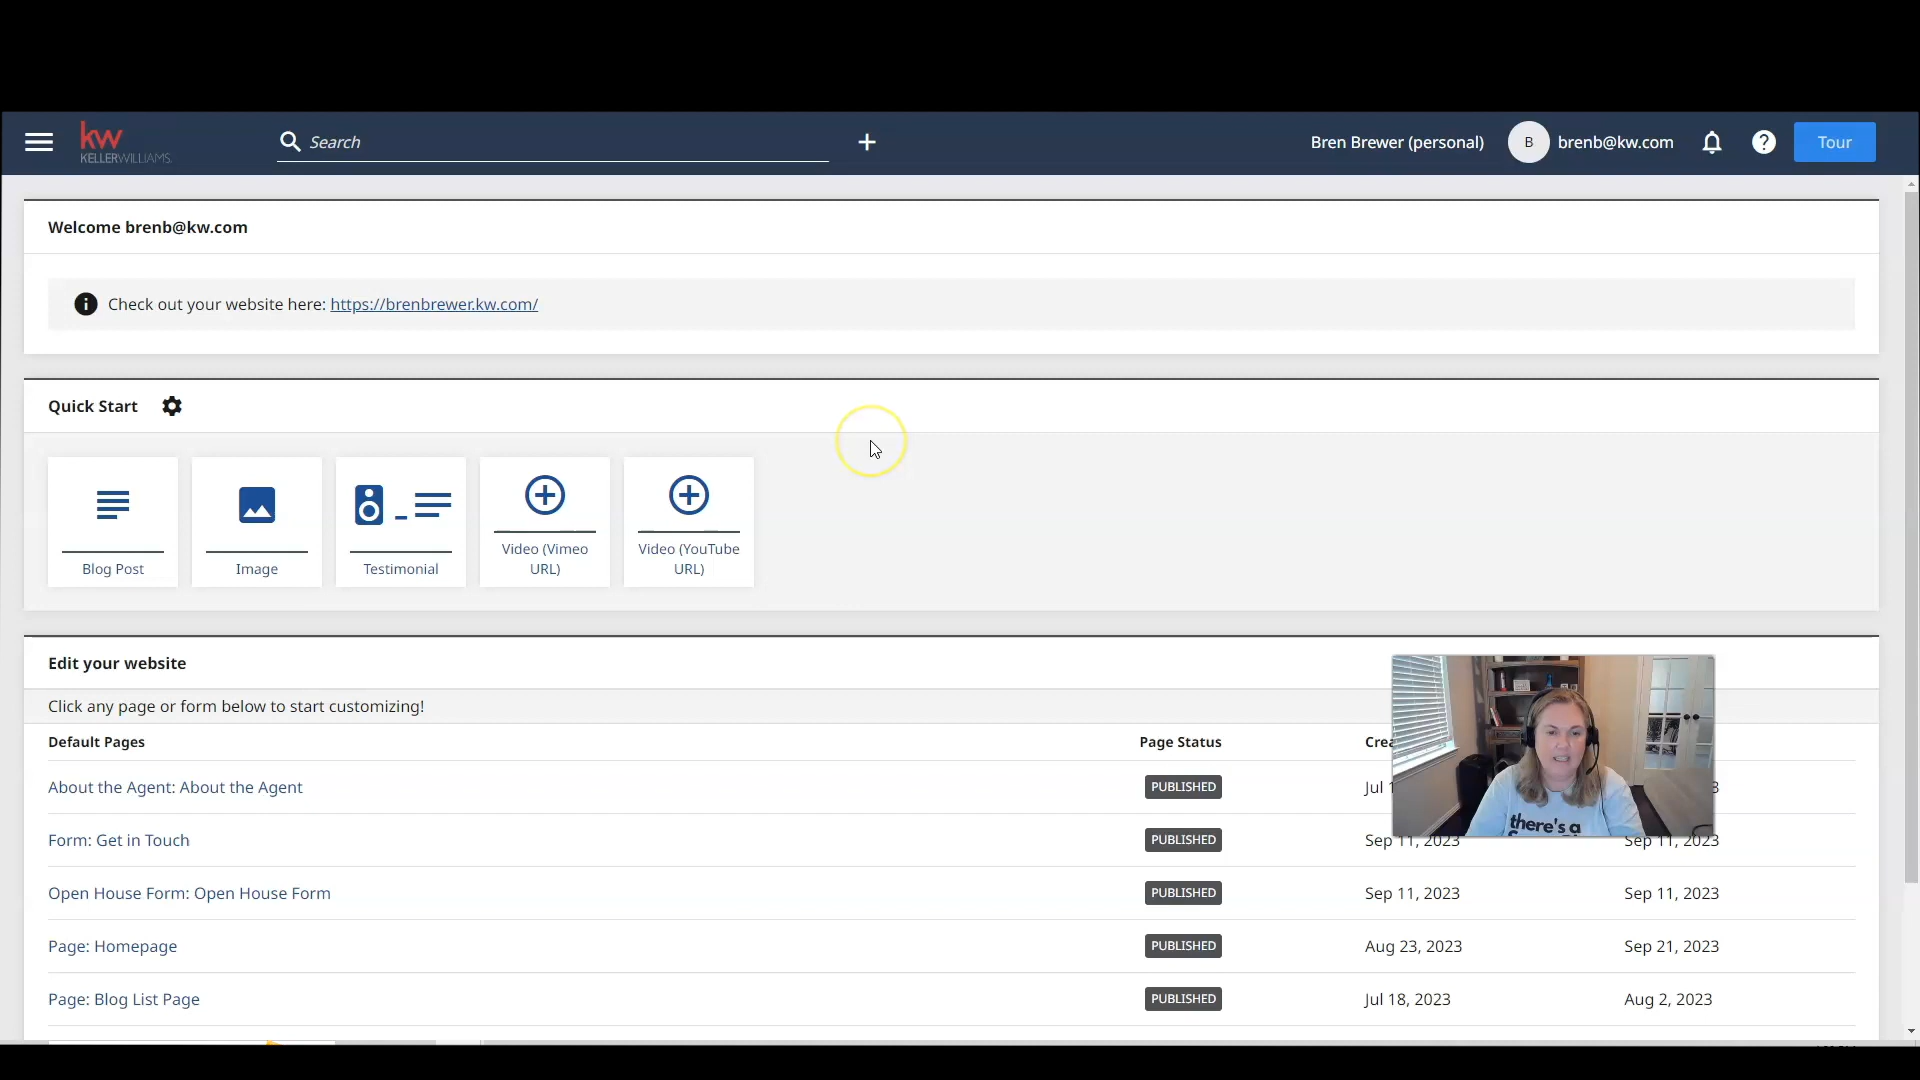 kw
KELLERWILLIAMS.
Search
+
Bren Brewer (personal)
B
brenb@kw.com
?
Tour
Welcome brenb@kw.com
Check out your website here: https://brenbrewer.kw.com/
Quick Start
Blog Post
Image
Testimonial
Video (Vimeo
URL)
Video (YouTube
URL)
Edit your website
Click any page or form below to start customizing!
Default Pages
Page Status
About the Agent: About the Agent
PUBLISHED
Jul
there's a
Form: Get in Touch
PUBLISHED
Sep 11, 2023
Sep 11, 2023
Open House Form: Open House Form
PUBLISHED
Sep 11, 2023
Sep 11, 2023
Page: Homepage
PUBLISHED
Aug 23, 2023
Sep 21, 2023
Page: Blog List Page
PUBLISHED
Jul 18, 2023
Aug 2, 2023